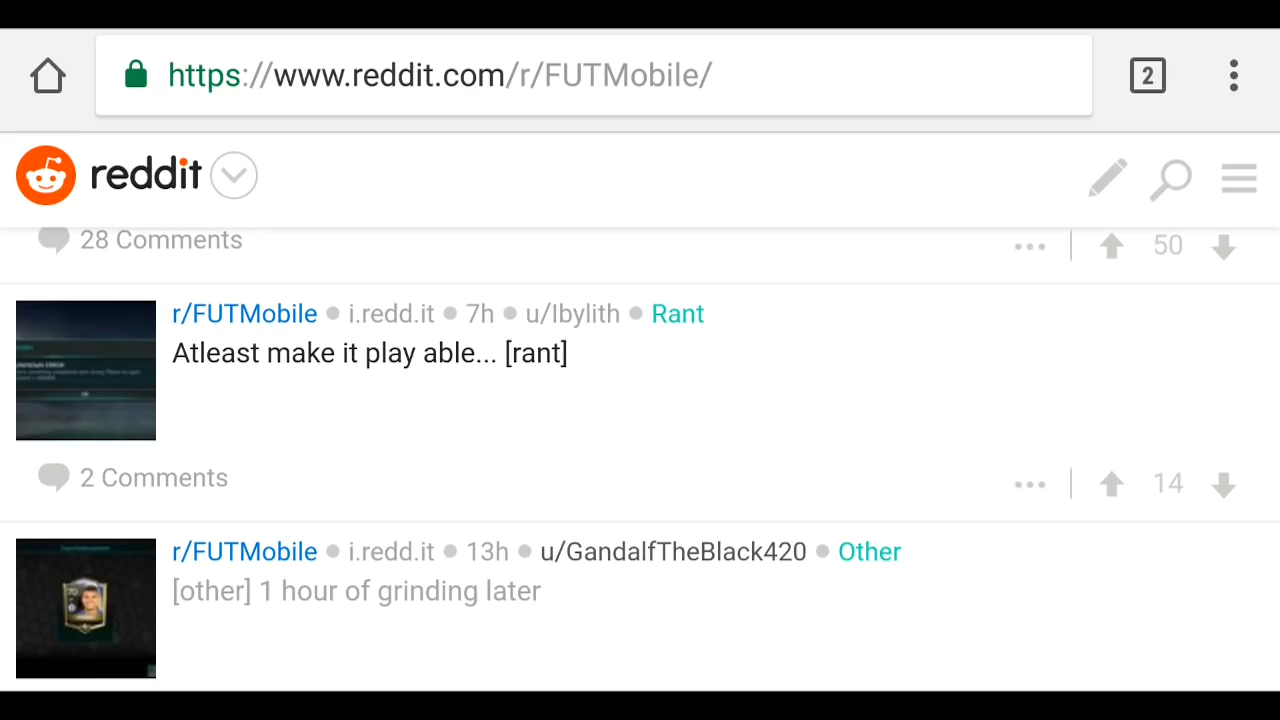 https://www.reddit.com/r/FUTMobile/
2
reddit
28 Comments
50
r/FUTMobile • i.redd.it • 7h • u/Ibylith • Rant
Atleast make it play able... [rant]
2 Comments
14
r/FUTMobile • i.redd.it • 13h • u/GandalfTheBlack420 • Other
[other] 1 hour of grinding later